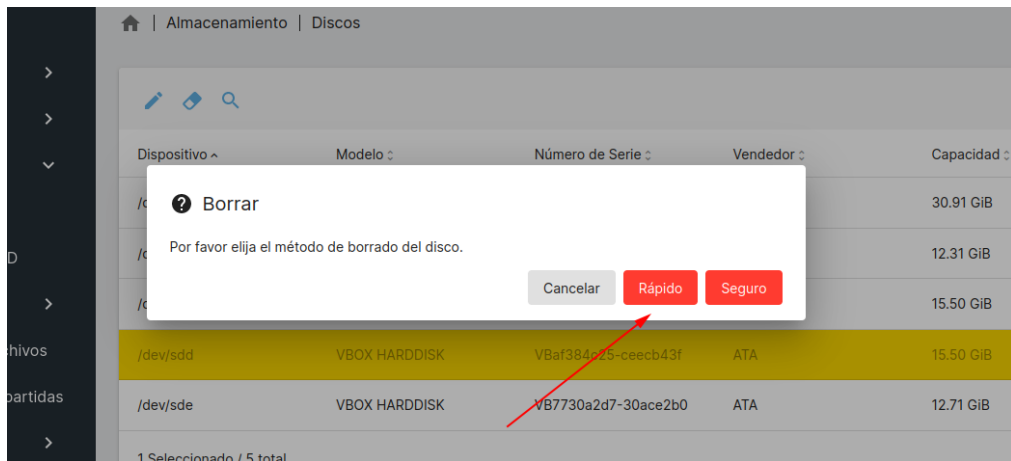 | Almacenamiento | Discos
Dispositivo Modelo Número de Serie Vendedor Capacidad
Borrar
30.91 GiB
Por favor elija el método de borrado del disco.
12.31 GiB
D
Cancelar Rápido Seguro
15.50 GiB
chivos
/dev/sdd VBOX HARDDISK VBaf384c25-ceecb43f ATA 15.50 GiB
partidas
/dev/sde VBOX HARDDISK VB7730a2d7-30ace2b0 ATA 12.71 GiB
1 Seleccionado / 5 total